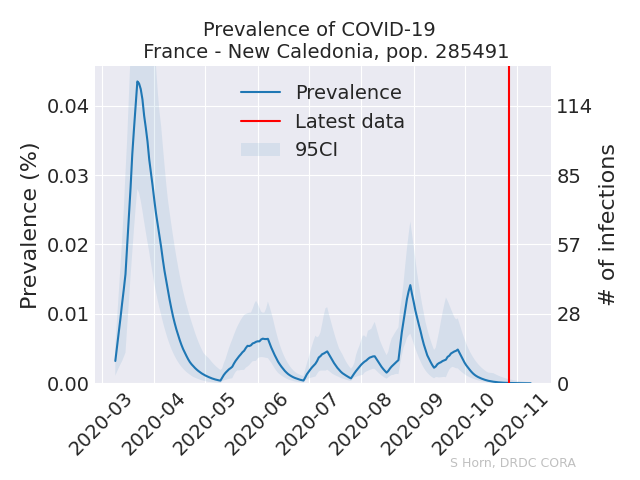 Prevalence of COVID-19
France - New Caledonia, pop. 285491
Prevalence
Latest data
95CI
Prevalence (%)
0.04
0.03
0.02
0.01
0.00
# of infections
114
85
57
28
0
2020-03
2020-04
2020-05
2020-06
2020-07
2020-08
2020-09
2020-10
2020-11
S Horn, DRDC CORA